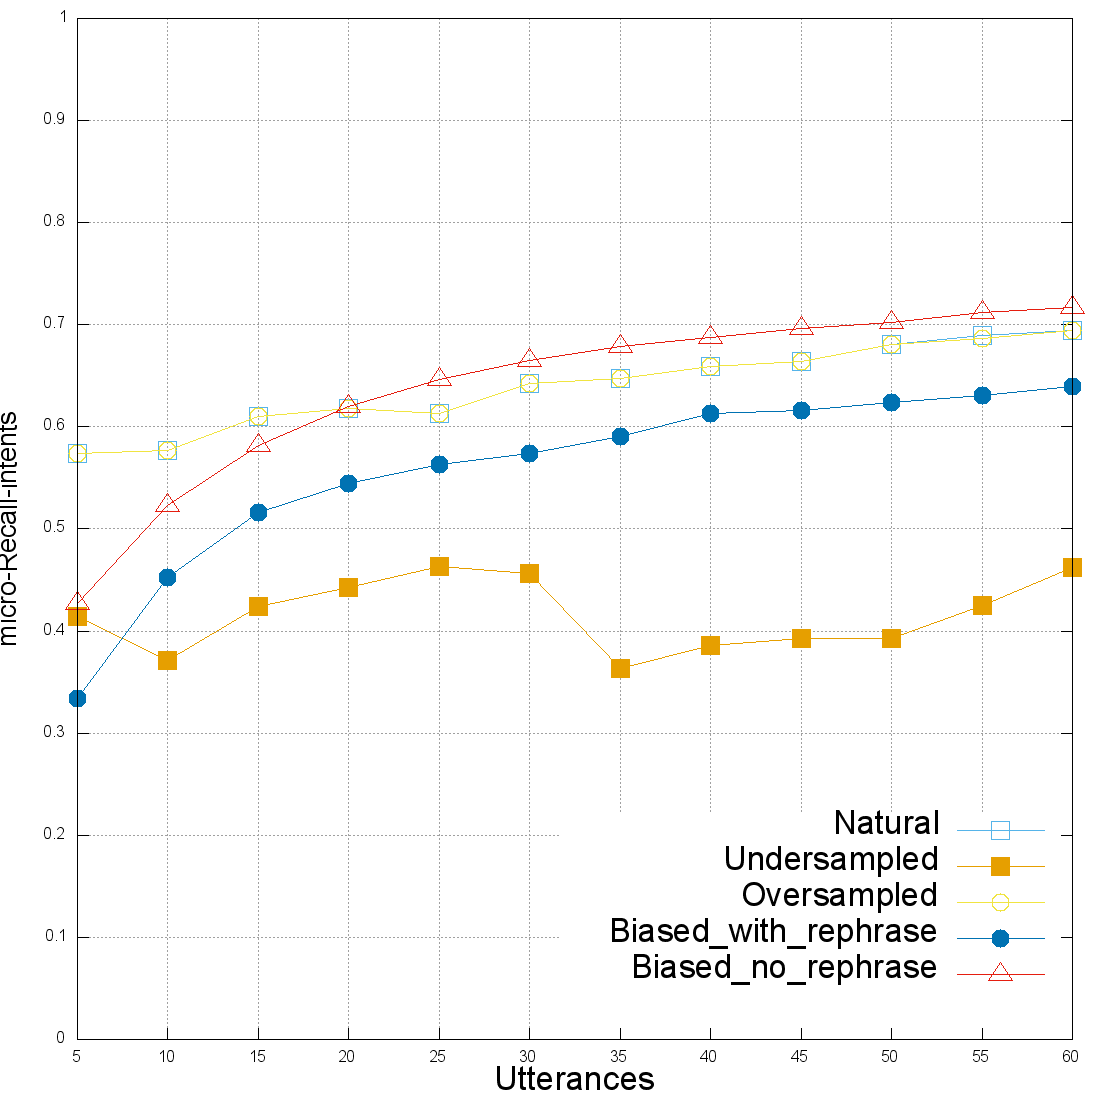 1
0.9
0.8
0.7
0.6
0.5
0.4
0.3
0.2
0.1
0
micro-Recall-intents
Natural
Undersampled
Oversampled
Biased_with_rephrase
Biased_no_rephrase
5 10 15 20 25 30 35 40 45 50 55 60
Utterances